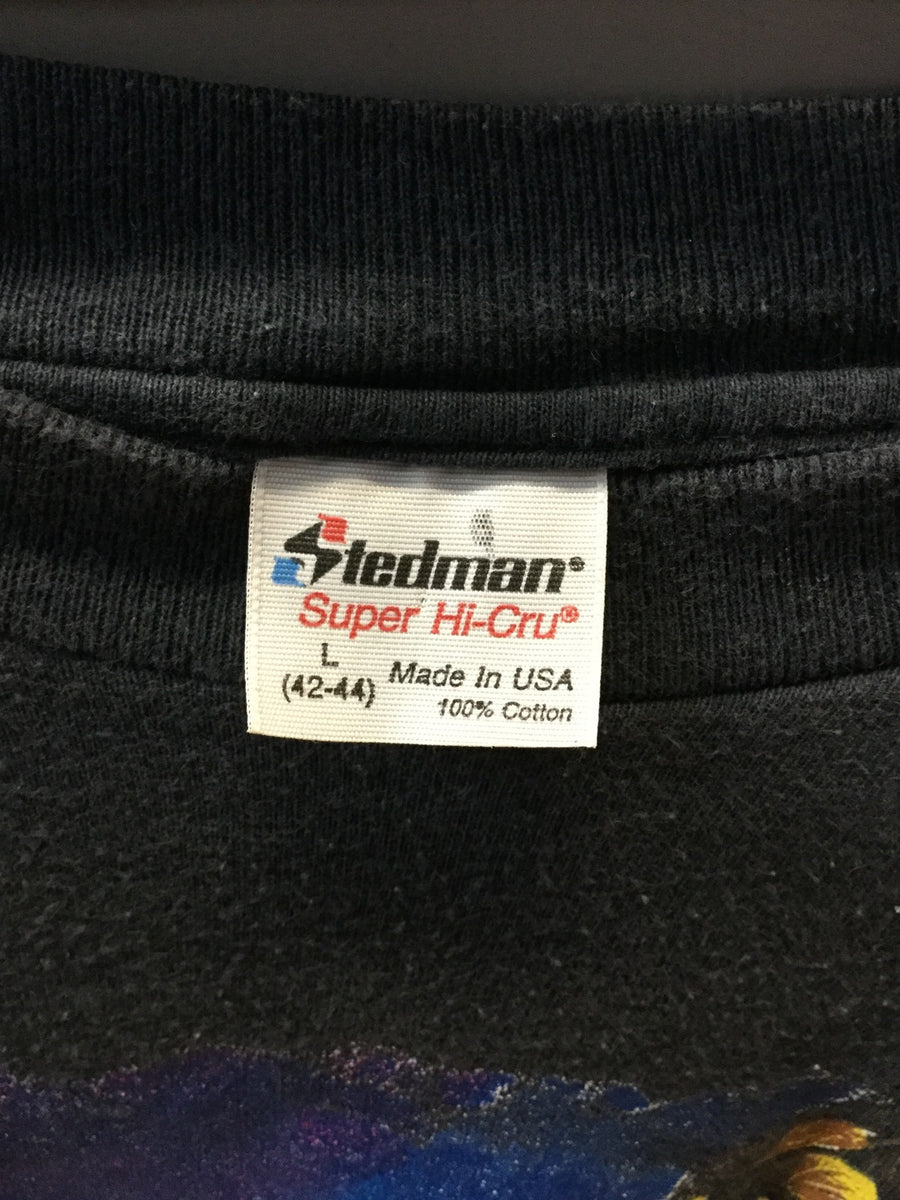 Stedman®
Super Hi-Cru®
L
(42-44)
Made In USA
100% Cotton